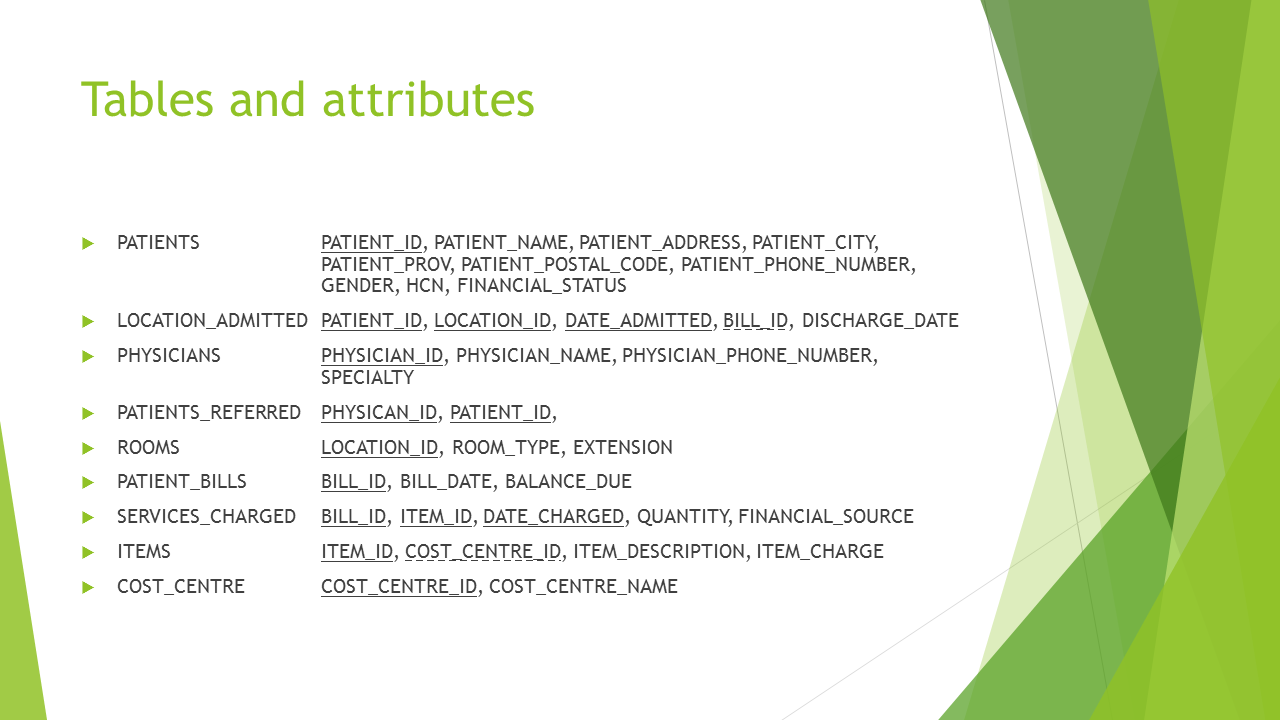 Tables and attributes
PATIENTS PATIENT_ID, PATIENT_NAME, PATIENT_ADDRESS, PATIENT_CITY,
PATIENT_PROV, PATIENT_POSTAL_CODE, PATIENT_PHONE_NUMBER,
GENDER, HCN, FINANCIAL_STATUS
LOCATION_ADMITTED PATIENT_ID, LOCATION_ID, DATE_ADMITTED, BILL_ID, DISCHARGE_DATE
PHYSICIANS PHYSICIAN_ID, PHYSICIAN_NAME, PHYSICIAN_PHONE_NUMBER,
SPECIALTY
PATIENTS_REFERRED PHYSICAN_ID, PATIENT_ID,
ROOMS LOCATION_ID, ROOM_TYPE, EXTENSION
PATIENT_BILLS BILL_ID, BILL_DATE, BALANCE_DUE
SERVICES_CHARGED BILL_ID, ITEM_ID, DATE_CHARGED, QUANTITY, FINANCIAL_SOURCE
ITEMS ITEM_ID, COST_CENTRE_ID, ITEM_DESCRIPTION, ITEM_CHARGE
COST_CENTRE COST_CENTRE_ID, COST_CENTRE_NAME